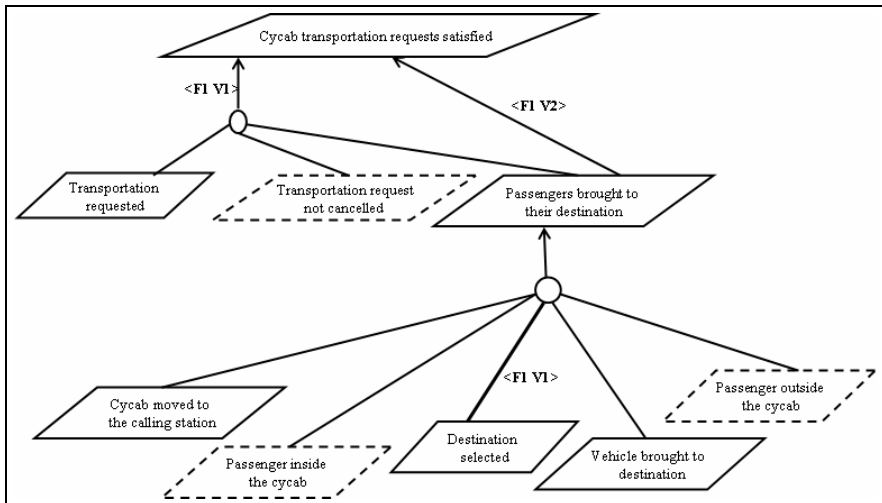 Cycab transportation requests satisfied
<F1 V1>
<F1 V2>
Transportation
requested
Transportation request
not cancelled
Passengers brought to
their destination
<F1 V1>
Cycab moved to
the calling station
Passenger inside
the cycab
Destination
selected
Vehicle brought to
destination
Passenger outside
the cycab